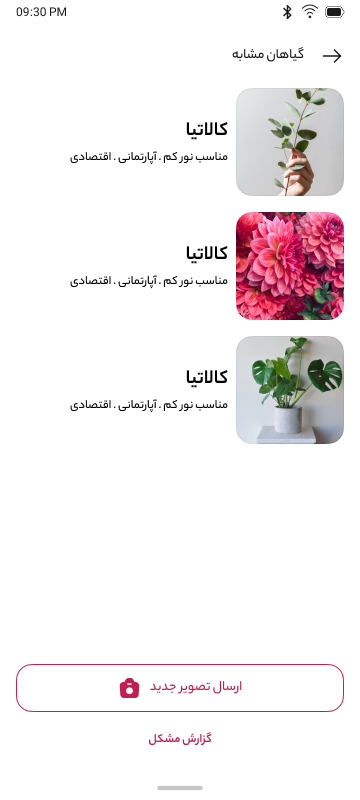 09:30 PM
گیاهان مشابه
کالاتیا
مناسب نور کم . آپارتمانی . اقتصادی
کالاتیا
مناسب نور کم . آپارتمانی . اقتصادی
کالاتیا
مناسب نور کم . آپارتمانی . اقتصادی
ارسال تصویر جدید
گزارش مشکل